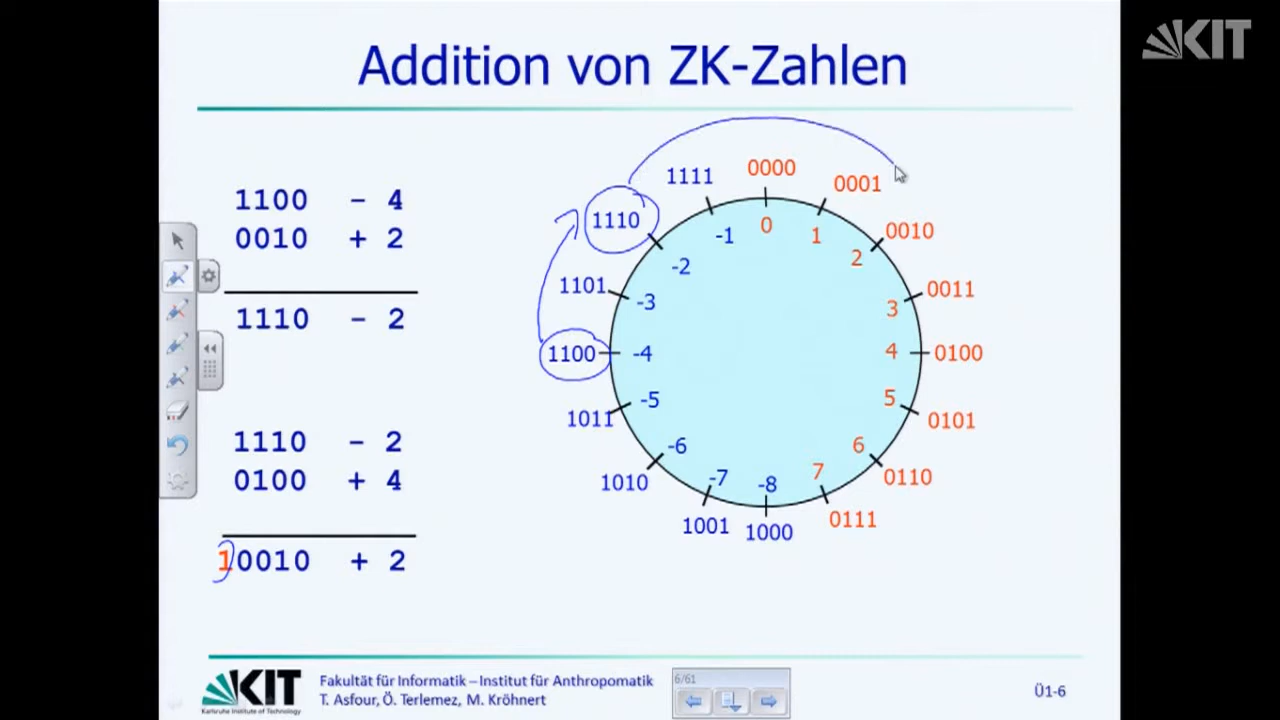 KIT
Addition von ZK-Zahlen
1100 - 4
0010 + 2
1110 - 2
1110 - 2
0100 + 4
10010 + 2
0000
0001
0010
0011
0100
0101
0110
0111
1000
1001
1010
1011
1100
1101
1110
1111
0
1
2
3
4
5
6
7
-8
-7
-6
-5
-4
-3
-2
-1
KIT
Karlsruhe Institute of Technology
Fakultät für Informatik – Institut für Anthropomatik
T. Asfour, Ö. Terlemez, M. Kröhnert
6/61
Ü1-6